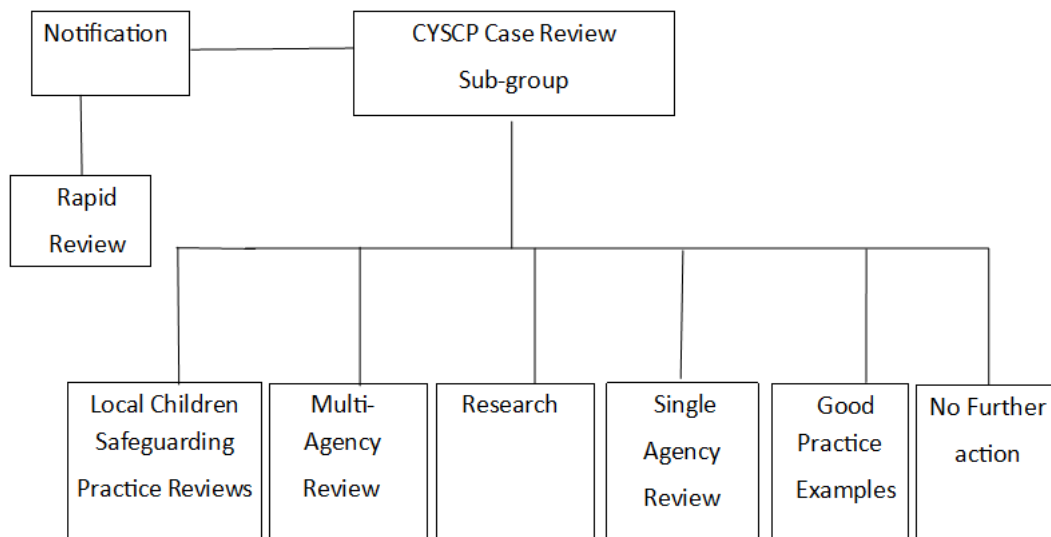 Notification
CYSCP Case Review
Sub-group
Rapid
Review
Local Children
Safeguarding
Practice Reviews
Multi-
Agency
Review
Research
Single
Agency
Review
Good
Practice
Examples
No Further
action